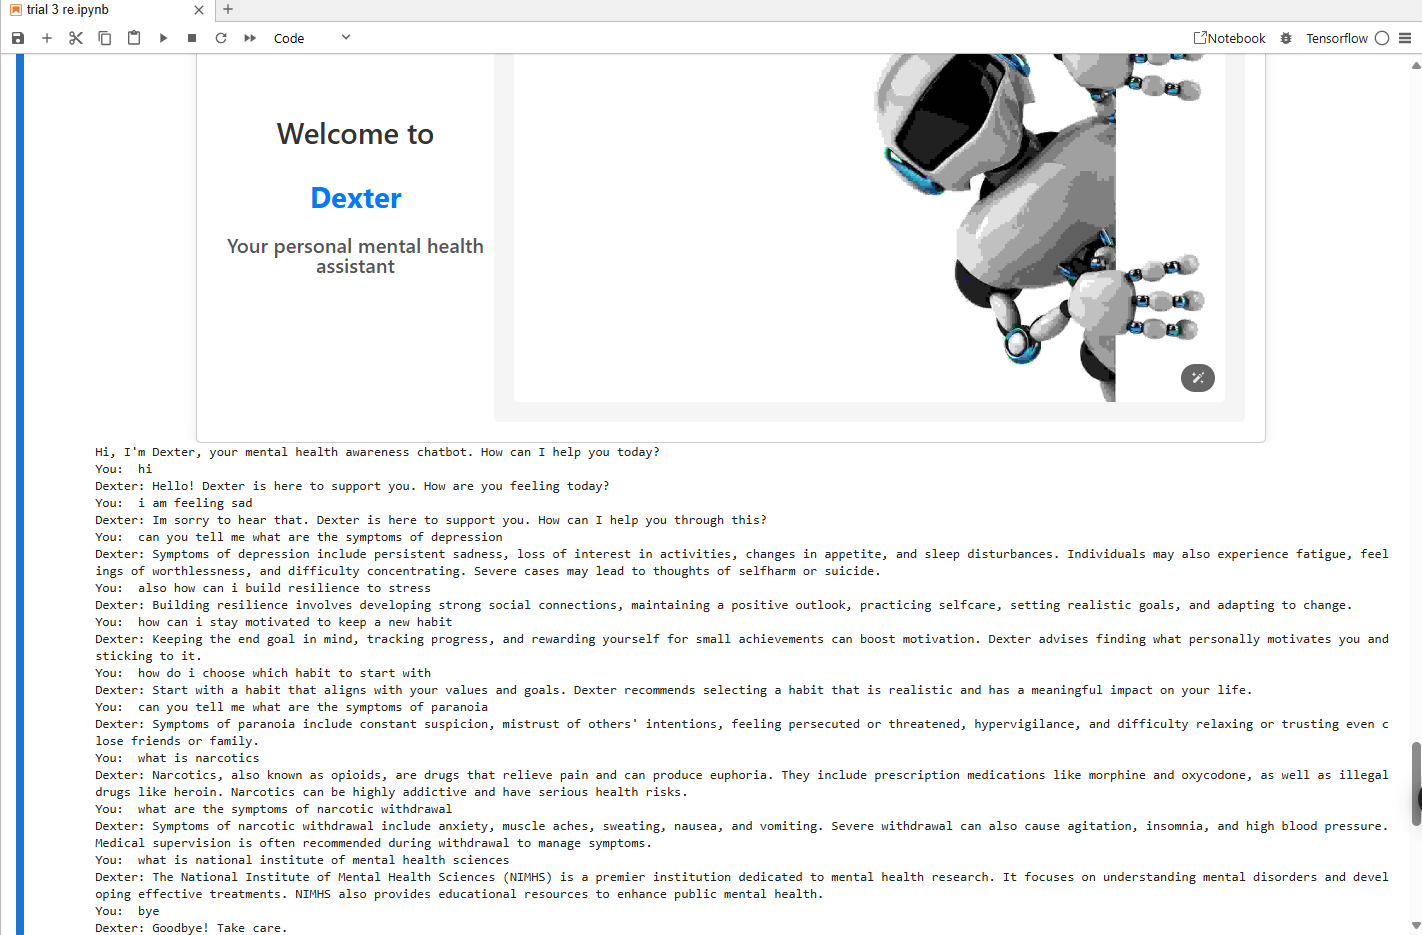 trial 3 re.ipynb
Code
Notebook
Tensorflow
Welcome to
Dexter
Your personal mental health
assistant
Hi, I'm Dexter, your mental health awareness chatbot. How can I help you today?
You:  hi
Dexter: Hello! Dexter is here to support you. How are you feeling today?
You:  i am feeling sad
Dexter: Im sorry to hear that. Dexter is here to support you. How can I help you through this?
You:  can you tell me what are the symptoms of depression
Dexter: Symptoms of depression include persistent sadness, loss of interest in activities, changes in appetite, and sleep disturbances. Individuals may also experience fatigue, feel
ings of worthlessness, and difficulty concentrating. Severe cases may lead to thoughts of selfharm or suicide.
You:  also how can i build resilience to stress
Dexter: Building resilience involves developing strong social connections, maintaining a positive outlook, practicing selfcare, setting realistic goals, and adapting to change.
You:  how can i stay motivated to keep a new habit
Dexter: Keeping the end goal in mind, tracking progress, and rewarding yourself for small achievements can boost motivation. Dexter advises finding what personally motivates you and
sticking to it.
You:  how do i choose which habit to start with
Dexter: Start with a habit that aligns with your values and goals. Dexter recommends selecting a habit that is realistic and has a meaningful impact on your life.
You:  can you tell me what are the symptoms of paranoia
Dexter: Symptoms of paranoia include constant suspicion, mistrust of others' intentions, feeling persecuted or threatened, hypervigilance, and difficulty relaxing or trusting even c
lose friends or family.
You:  what is narcotics
Dexter: Narcotics, also known as opioids, are drugs that relieve pain and can produce euphoria. They include prescription medications like morphine and oxycodone, as well as illegal
drugs like heroin. Narcotics can be highly addictive and have serious health risks.
You:  what are the symptoms of narcotic withdrawal
Dexter: Symptoms of narcotic withdrawal include anxiety, muscle aches, sweating, nausea, and vomiting. Severe withdrawal can also cause agitation, insomnia, and high blood pressure.
Medical supervision is often recommended during withdrawal to manage symptoms.
You:  what is national institute of mental health sciences
Dexter: The National Institute of Mental Health Sciences (NIMHS) is a premier institution dedicated to mental health research. It focuses on understanding mental disorders and devel
oping effective treatments. NIMHS also provides educational resources to enhance public mental health.
You:  bye
Dexter: Goodbye! Take care.